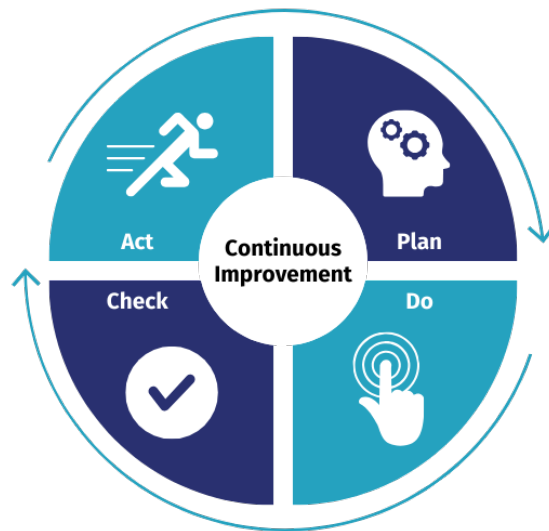 Act
Plan
Continuous
Improvement
Check
Do